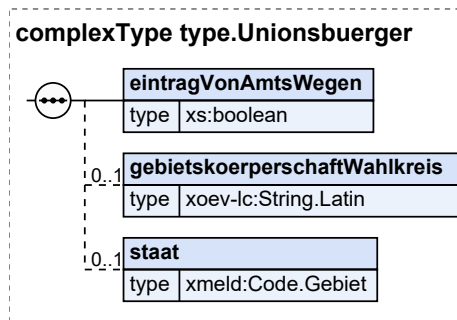 complexType type.Unionsbuerger
eintragVonAmtsWegen
type xs:boolean
0..1
gebietskoerperschaftWahlkreis
type xoev-lc:String.Latin
0..1
staat
type xmeld:Code.Gebiet